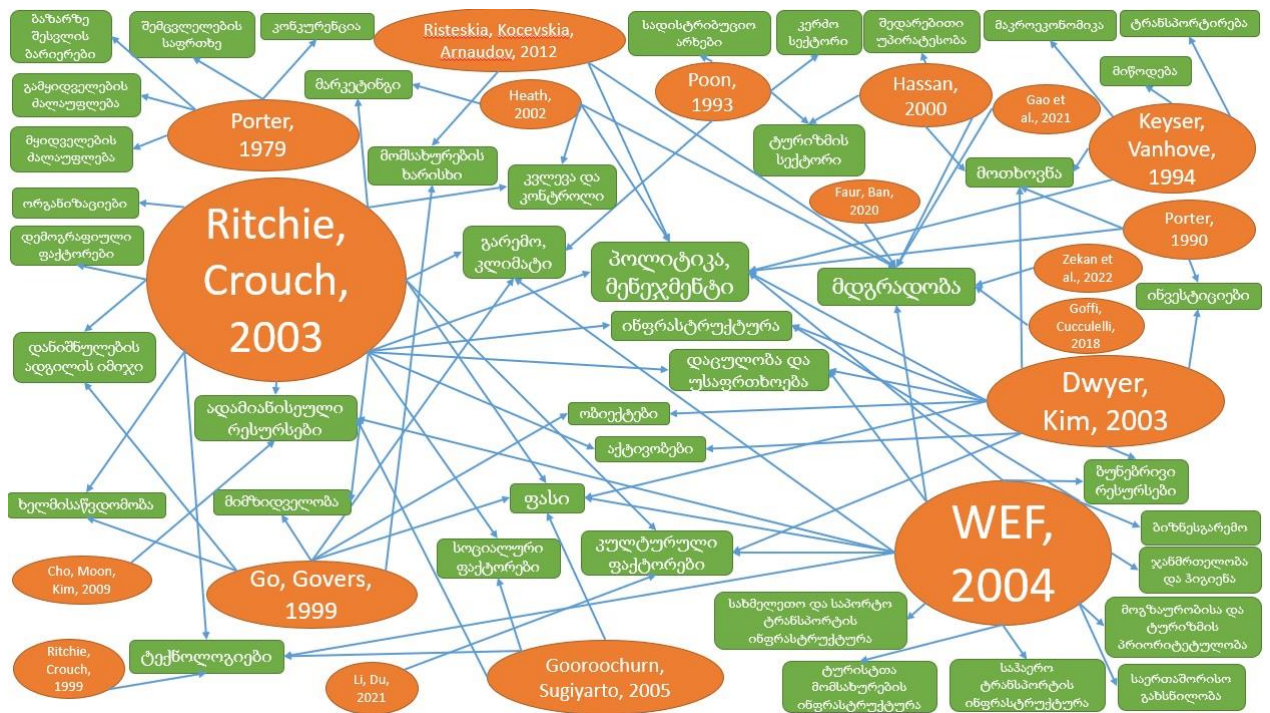 ბაზარზე
შესვლის
ბარიერები
შემცვლელების
საფრთხე
კონკურენცია
Risteskia, Kocevskia,
Arnaudov, 2012
სადისტრიბუციო
არხები
კერძო
სექტორი
შედარებითი
უპირატესობა
მაკროეკონომიკა
ტრანსპორტირება
გამყიდველების
ძალაუფლება
მარკეტინგი
Heath,
2002
Poon,
1993
Hassan,
2000
Gao et
al., 2021
მიწოდება
Porter,
1979
Keyser,
Vanhove,
1994
მყიდველების
ძალაუფლება
მომსახურების
ხარისხი
კვლევა და
კონტროლი
ტურიზმის
სექტორი
მოთხოვნა
ორგანიზაციები
Faur, Ban,
2020
Ritchie,
Crouch,
2003
დემოგრაფიული
ფაქტორები
გარემო,
კლიმატი
პოლიტიკა,
მენეჯმენტი
მდგრადობა
Porter,
1990
Zekan et
al., 2022
ინვესტიციები
Goffi,
Cucculelli,
2018
ინფრასტრუქტურა
დანიშნულების
ადგილის იმიჯი
დაცულობა და
უსაფრთხოება
Dwyer,
Kim, 2003
ადამიანისეული
რესურსები
ობიექტები
აქტივობები
ბუნებრივი
რესურსები
ხელმისაწვდომობა
მიმზიდველობა
ფასი
WEF,
2004
ბიზნესგარემო
სოციალური
ფაქტორები
კულტურული
ფაქტორები
ჯანმრთელობა
და ჰიგიენა
Cho, Moon,
Kim, 2009
Go, Govers,
1999
სახმელეთო და საპორტო
ტრანსპორტის
ინფრასტრუქტურა
მოგზაურობისა და
ტურიზმის
პრიორიტეტულობა
Ritchie,
Crouch,
1999
ტექნოლოგიები
Li, Du,
2021
Gooroochurn,
Sugiyarto, 2005
ტურისტთა
მომსახურების
ინფრასტრუქტურა
საჰაერო
ტრანსპორტის
ინფრასტრუქტურა
საერთაშორისო
გახსნილობა